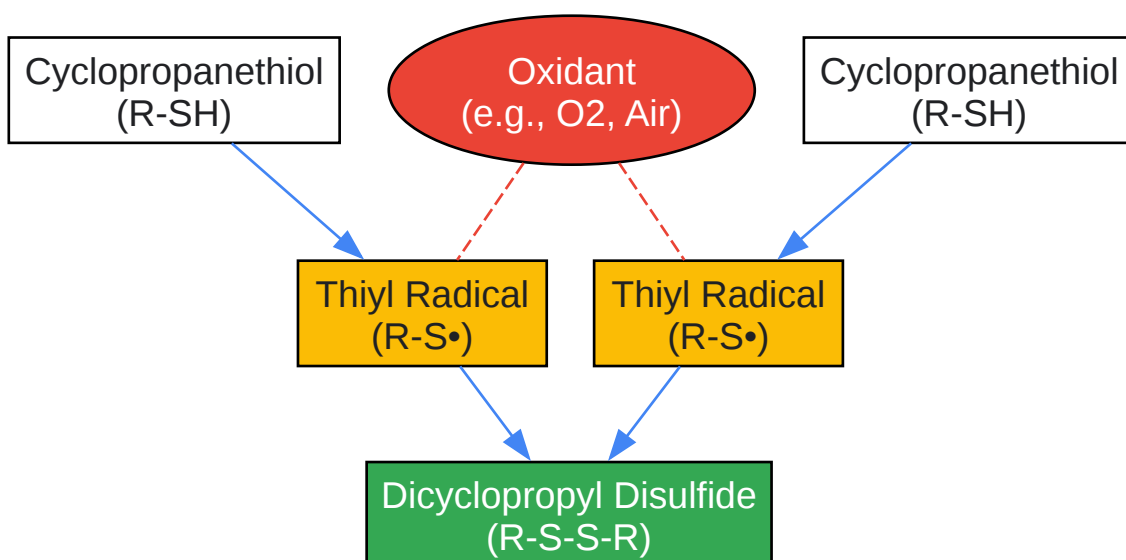 Cyclopropanethiol
(R-SH)
Oxidant
(e.g., O2, Air)
Cyclopropanethiol
(R-SH)
Thiyl Radical
(R-S•)
Thiyl Radical
(R-S•)
Dicyclopropyl Disulfide
(R-S-S-R)